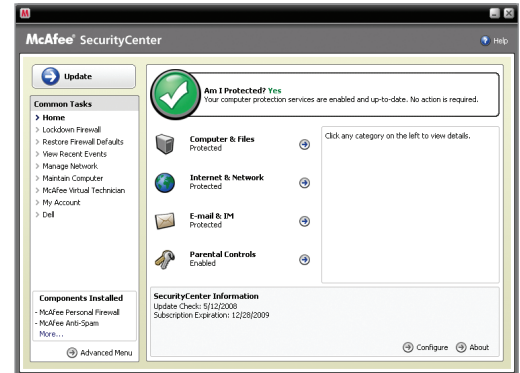 McAfee® SecurityCenter
Help
Update
Common Tasks
> Home
> Lockdown Firewall
> Restore Firewall Defaults
> View Recent Events
> Manage Network
> Maintain Computer
> McAfee Virtual Technician
> My Account
> Dell
Components Installed
- McAfee Personal Firewall
- McAfee Anti-Spam
More...
Advanced Menu
Am I Protected? Yes
Your computer protection services are enabled and up-to-date. No action is required.
Computer & Files
Protected
Internet & Network
Protected
E-mail & IM
Protected
Parental Controls
Enabled
Click any category on the left to view details.
SecurityCenter Information
Update Check: 5/12/2008
Subscription Expiration: 12/28/2009
Configure
About